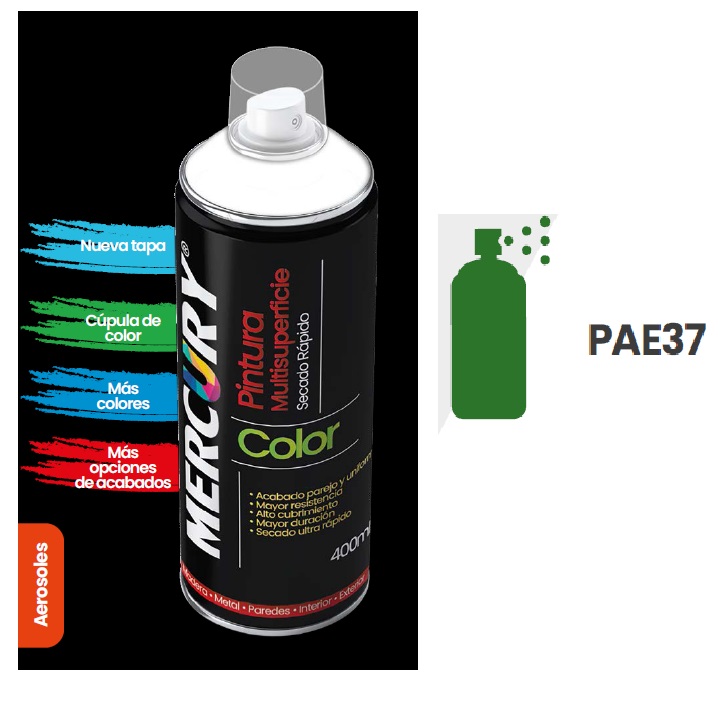 Nueva tapa
Cúpula de
color
Más
colores
Más
opciones
de acabados
Aerosoles
MERCURY®
Pintura
Multisuperficie
Secado Rápido
Color
• Acabado parejo y uniform
• Mayor resistencia
• Alto cubrimiento
• Mayor duración
• Secado ultra rápido
400ml
Madera • Metal • Paredes • Interior • Exterior
PAE37